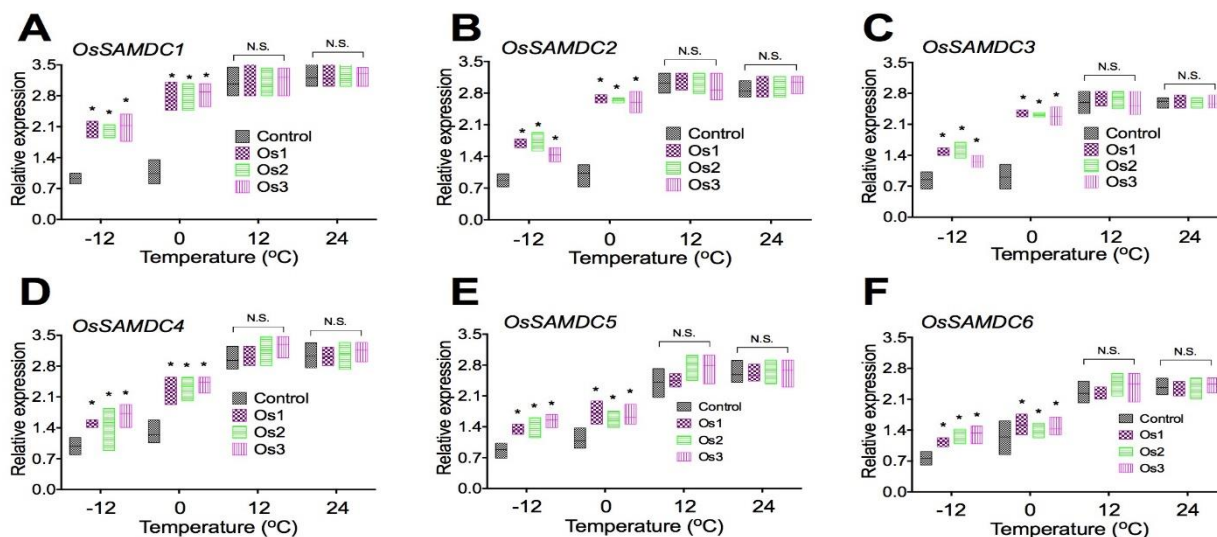 A
OsSAMDC1
Relative expression
3.5
2.8
2.1
1.4
0.7
0.0
* * *
* * *
N.S.
N.S.
Control
Os1
Os2
Os3
-12 0 12 24
Temperature (ºC)
B
OsSAMDC2
Relative expression
3.5
2.8
2.1
1.4
0.7
0.0
* * *
* * *
N.S.
N.S.
Control
Os1
Os2
Os3
-12 0 12 24
Temperature (ºC)
C
OsSAMDC3
Relative expression
3.5
2.8
2.1
1.4
0.7
0.0
* * *
* * *
N.S.
N.S.
Control
Os1
Os2
Os3
-12 0 12 24
Temperature (ºC)
D
OsSAMDC4
Relative expression
3.5
2.8
2.1
1.4
0.7
0.0
* * *
* * *
N.S.
N.S.
Control
Os1
Os2
Os3
-12 0 12 24
Temperature (ºC)
E
OsSAMDC5
Relative expression
3.5
2.8
2.1
1.4
0.7
0.0
* * *
* * *
N.S.
N.S.
Control
Os1
Os2
Os3
-12 0 12 24
Temperature (ºC)
F
OsSAMDC6
Relative expression
3.5
2.8
2.1
1.4
0.7
0.0
* * *
* * *
N.S.
N.S.
Control
Os1
Os2
Os3
-12 0 12 24
Temperature (ºC)